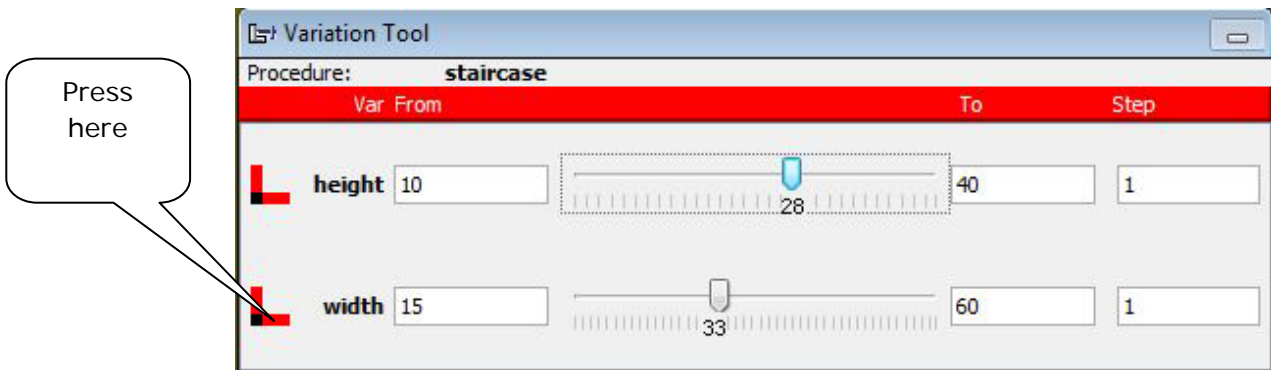 Variation Tool
Press
here
Procedure: staircase
Var From To Step
height 10 28 40 1
width 15 33 60 1